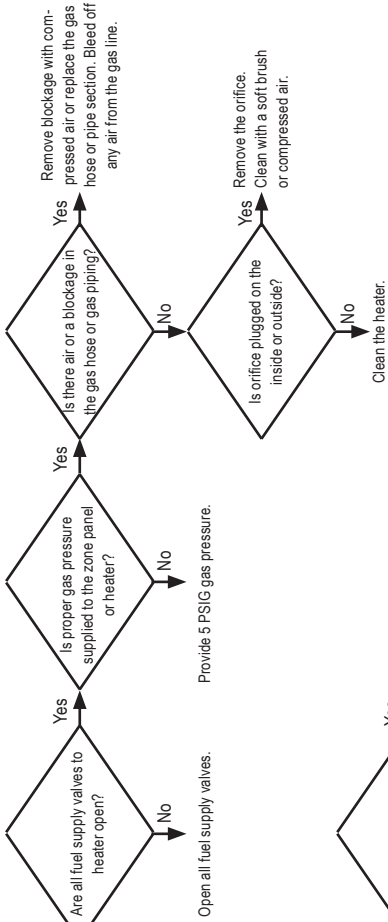 Are all fuel supply valves to
heater open?
Yes
No
Open all fuel supply valves.
Is proper gas pressure
supplied to the zone panel
or heater?
Yes
No
Provide 5 PSIG gas pressure.
Is there air or a blockage in
the gas hose or gas piping?
Yes
Remove blockage with com-
pressed air or replace the gas
hose or pipe section. Bleed off
any air from the gas line.
No
Is orifice plugged on the
inside or outside?
Yes
Remove the orifice.
Clean with a soft brush
or compressed air.
No
Clean the heater.